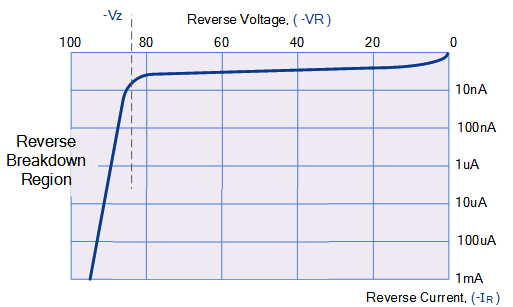 -Vz
Reverse Voltage, ( -VR )
100 80 60 40 20 0
10nA
100nA
Reverse
Breakdown
Region
1uA
10uA
100uA
1mA
Reverse Current, (-IR )